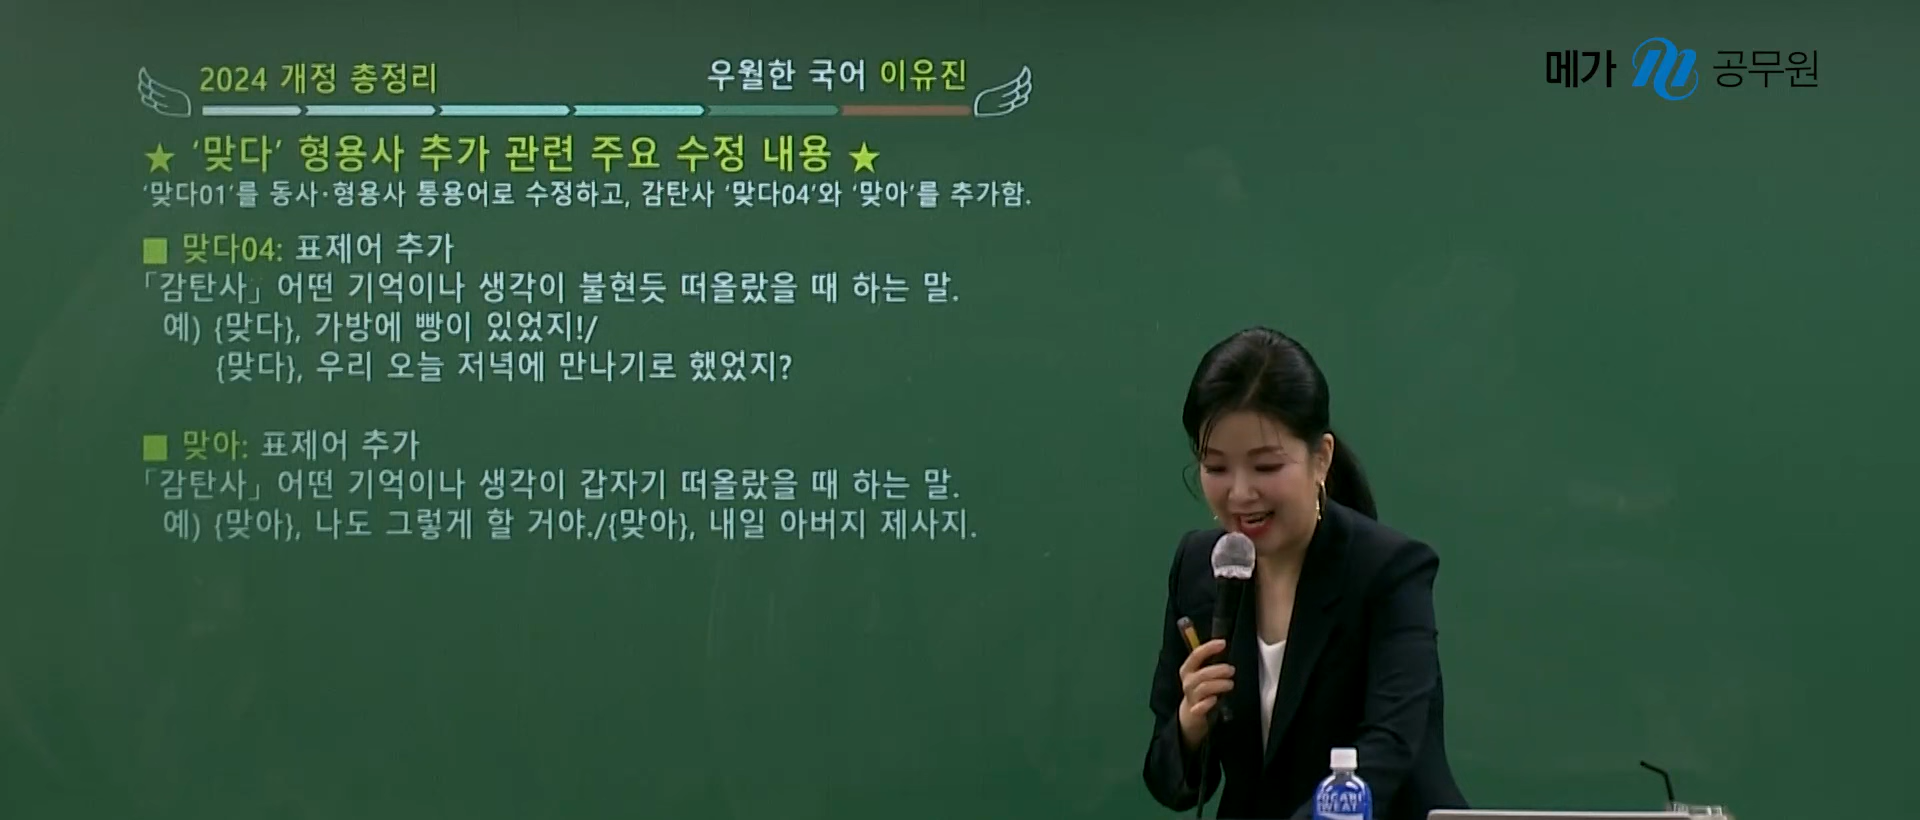 2024 개정 총정리
우월한 국어 이유진
메가 공무원
★ ‘맞다’ 형용사 추가 관련 주요 수정 내용 ★
‘맞다01’를 동사·형용사 통용어로 수정하고, 감탄사 ‘맞다04’와 ‘맞아’를 추가함.
■ 맞다04: 표제어 추가
「감탄사」 어떤 기억이나 생각이 불현듯 떠올랐을 때 하는 말.
예) {맞다}, 가방에 빵이 있었지!/
{맞다}, 우리 오늘 저녁에 만나기로 했었지?
■ 맞아: 표제어 추가
「감탄사」 어떤 기억이나 생각이 갑자기 떠올랐을 때 하는 말.
예) {맞아}, 나도 그렇게 할 거야./{맞아}, 내일 아버지 제사지.
POCARI
SWEAT